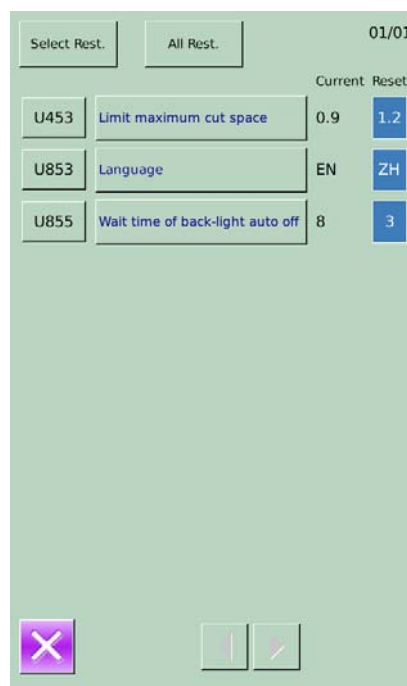 Select Rest. All Rest. 01/01
Current Reset
U453 Limit maximum cut space 0.9 1.2
U853 Language EN ZH
U855 Wait time of back-light auto off 8 3